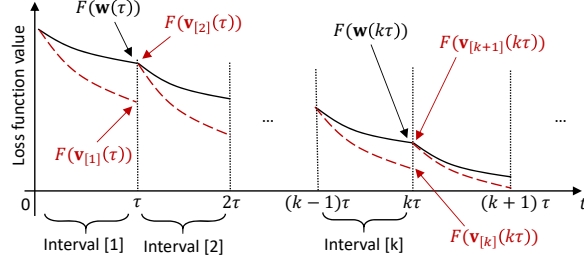 F(𝐰(τ))
F(𝐯[2](τ))
F(𝐰(kτ))
F(𝐯[k+1](kτ))
Loss function value
...
...
F(𝐯[1](τ))
0
τ
2τ
(k − 1)τ
kτ
(k + 1) τ
t
F(𝐯[k](kτ))
Interval [1]
Interval [2]
Interval [k]